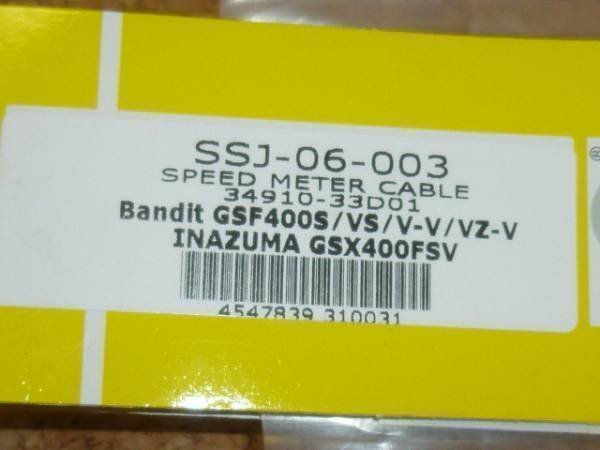 SSJ-06-003
SPEED METER CABLE
34910-33D01
Bandit GSF400S/VS/V-V/VZ-V
INAZUMA GSX400FSV
4547839 310031
®